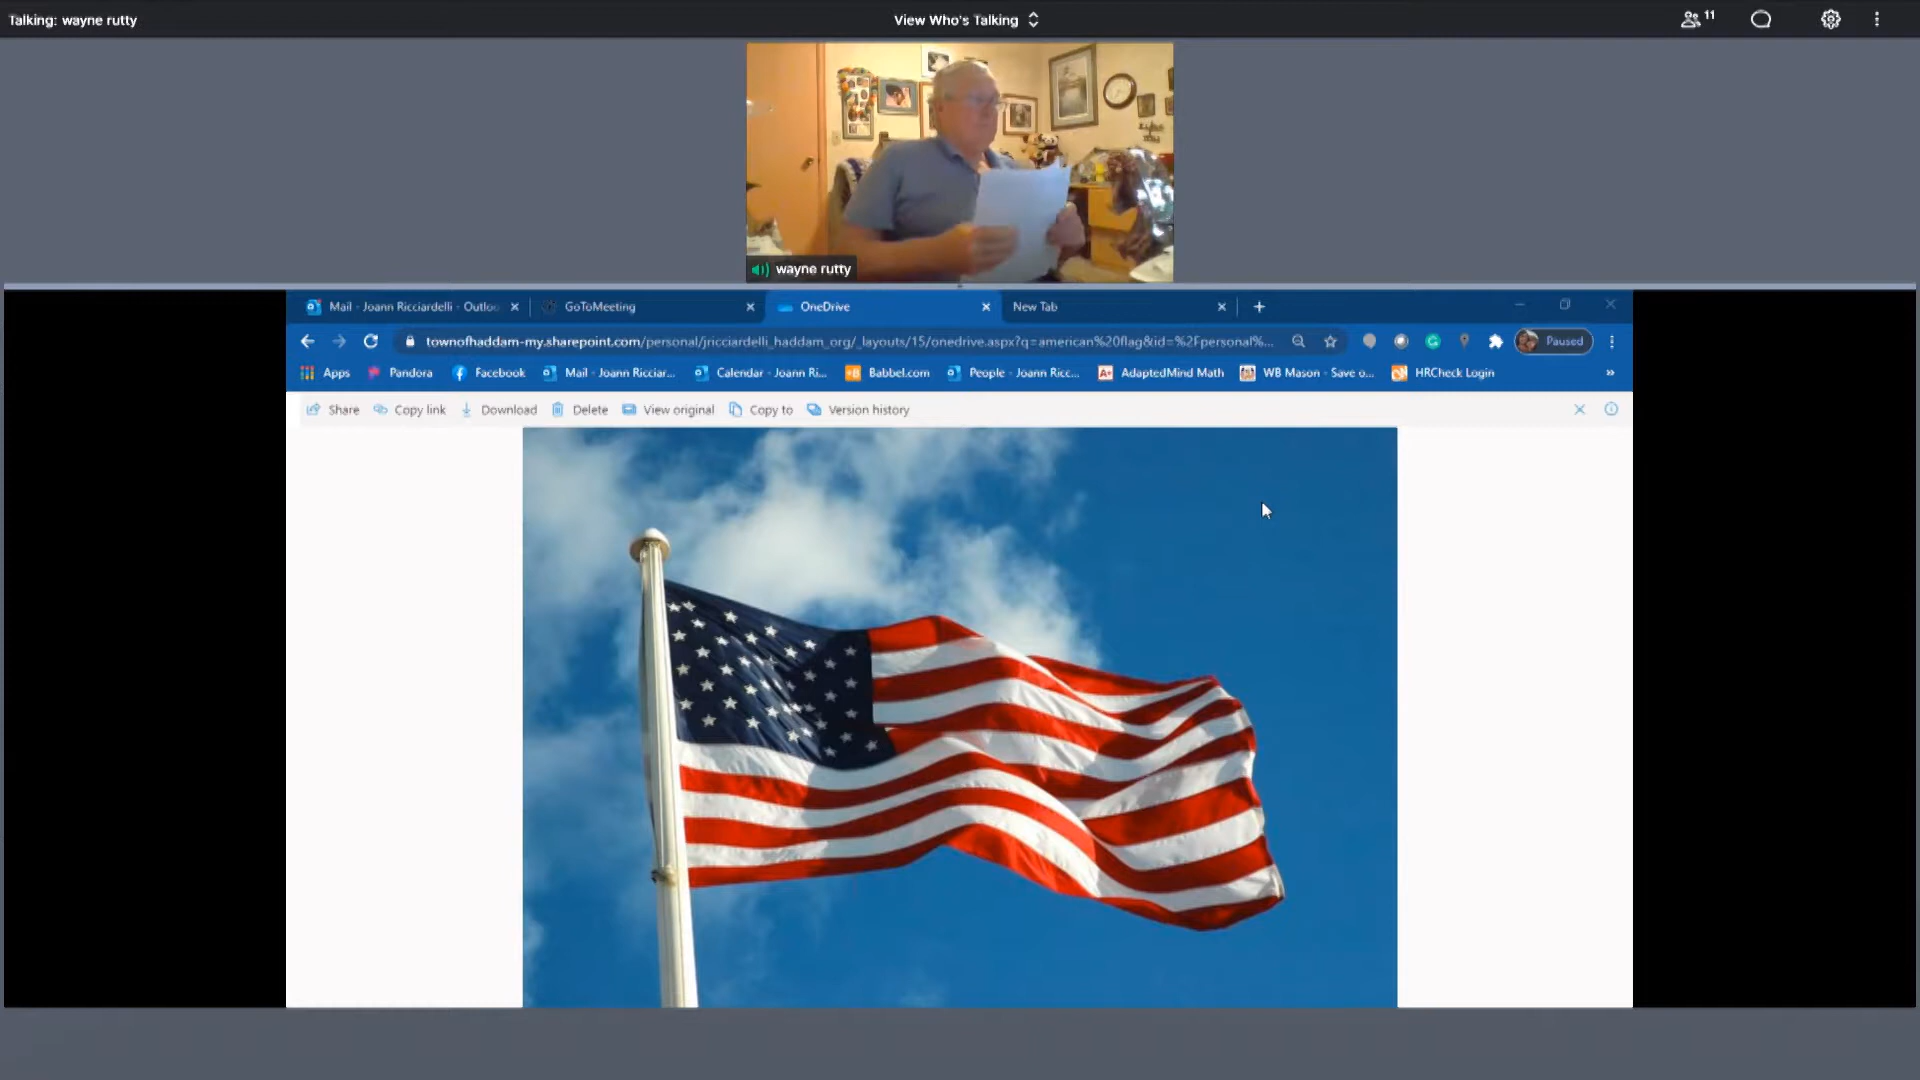 Talking: wayne rutty
View Who's Talking
11
wayne rutty
Mail - Joann Ricciardelli - Outloo
GoToMeeting
OneDrive
New Tab
townofhaddam-my.sharepoint.com/personal/jricciardelli_haddam_org/_layouts/15/onedrive.aspx?q=american%20flag&id=%2Fpersonal%...
Paused
Apps
Pandora
Facebook
Mail - Joann Ricciar...
Calendar - Joann Ri...
Babbel.com
People - Joann Ricc...
AdaptedMind Math
WB Mason - Save o...
HRCheck Login
»
Share
Copy link
Download
Delete
View original
Copy to
Version history